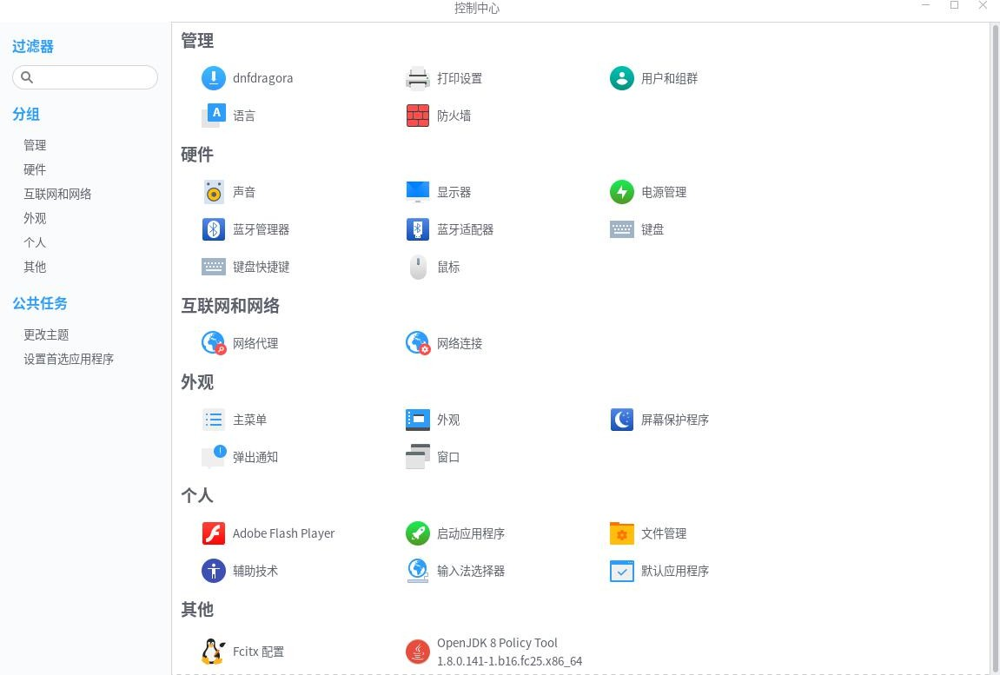 控制中心
过滤器
分组
管理
硬件
互联网和网络
外观
个人
其他
公共任务
更改主题
设置首选应用程序
管理
dnfdragora
打印设置
用户和组群
语言
防火墙
硬件
声音
显示器
电源管理
蓝牙管理器
蓝牙适配器
键盘
键盘快捷键
鼠标
互联网和网络
网络代理
网络连接
外观
主菜单
外观
屏幕保护程序
弹出通知
窗口
个人
Adobe Flash Player
启动应用程序
文件管理
辅助技术
输入法选择器
默认应用程序
其他
Fcitx 配置
OpenJDK 8 Policy Tool
1.8.0.141-1.b16.fc25.x86_64